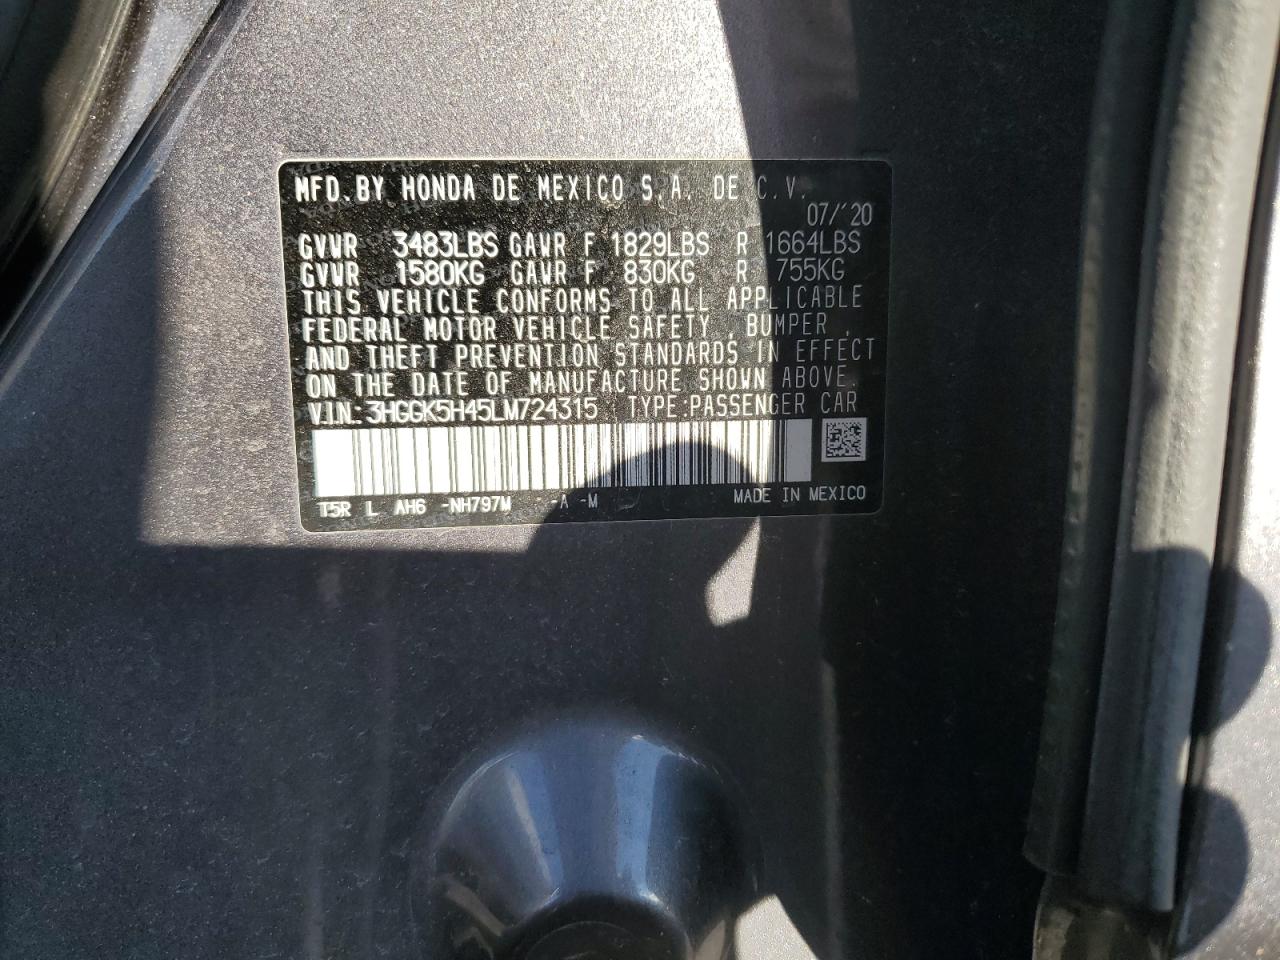 MFD.BY HONDA DE MEXICO S.A. DE C.V.
07/'20
GVWR 3483LBS GAWR F 1829LBS R 1664LBS
GVWR 1580KG GAWR F 830KG R 755KG
THIS VEHICLE CONFORMS TO ALL APPLICABLE
FEDERAL MOTOR VEHICLE SAFETY , BUMPER ,
AND THEFT PREVENTION STANDARDS IN EFFECT
ON THE DATE OF MANUFACTURE SHOWN ABOVE.
VIN:3HGGK5H45LM724315 TYPE:PASSENGER CAR
T5R L AH6 -NH797M -A -M MADE IN MEXICO